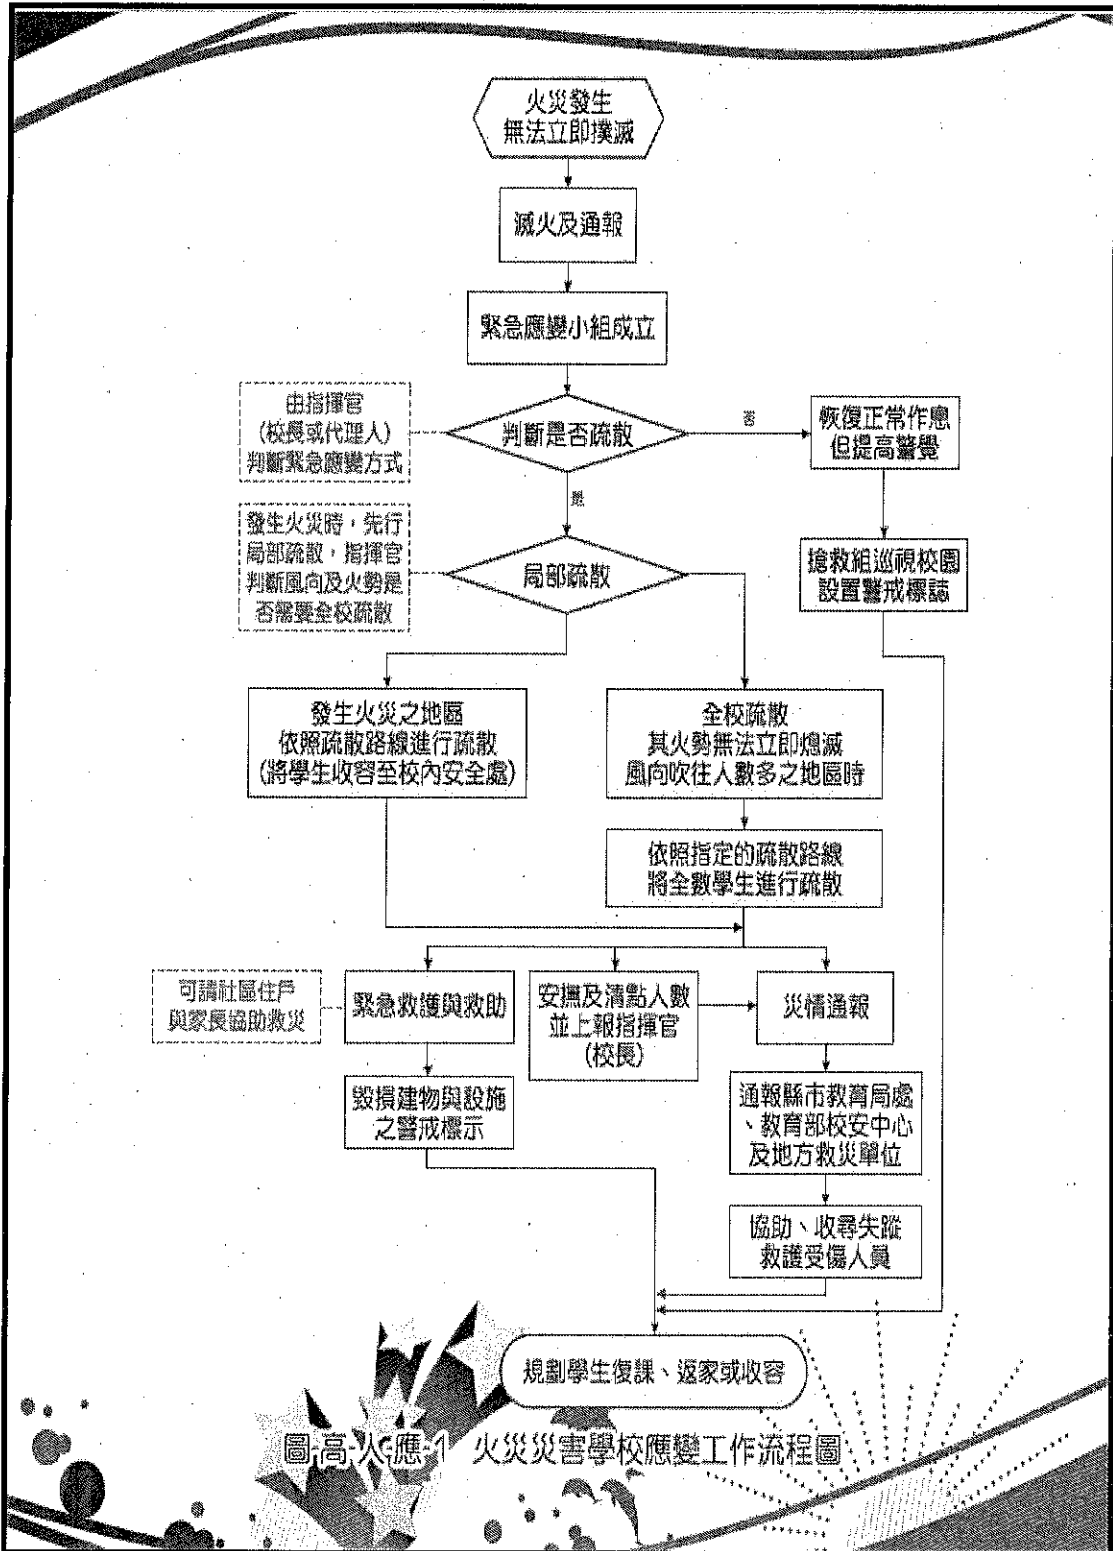 火災發生
無法立即撲滅
滅火及通報
緊急應變小組成立
由指揮官
(校長或代理人)
判斷緊急應變方式
判斷是否疏散
否
恢復正常作息
但提高警覺
是
發生火災時，先行
局部疏散，指揮官
判斷風向及火勢是
否需要全校疏散
局部疏散
搶救組巡視校園
設置警戒標誌
發生火災之地區
依照疏散路線進行疏散
(將學生收容至校內安全處)
全校疏散
其火勢無法立即熄滅
風向吹往人數多之地區時
依照指定的疏散路線
將全數學生進行疏散
可請社區住戶
與家長協助救災
緊急救護與救助
安撫及清點人數
並上報指揮官
(校長)
災情通報
毀損建物與設施
之警戒標示
通報縣市教育局處
、教育部校安中心
及地方救災單位
協助、收尋失蹤
救護受傷人員
規劃學生復課、返家或收容
圖-高-人-應-1 火災災害學校應變工作流程圖